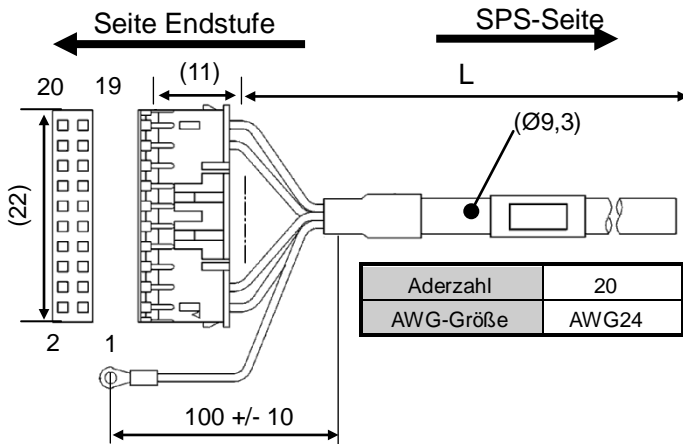 Seite Endstufe
SPS-Seite
20 19
(11)
L
(Ø9,3)
(22)
Aderzahl 20
AWG-Größe AWG24
2 1
100 +/- 10